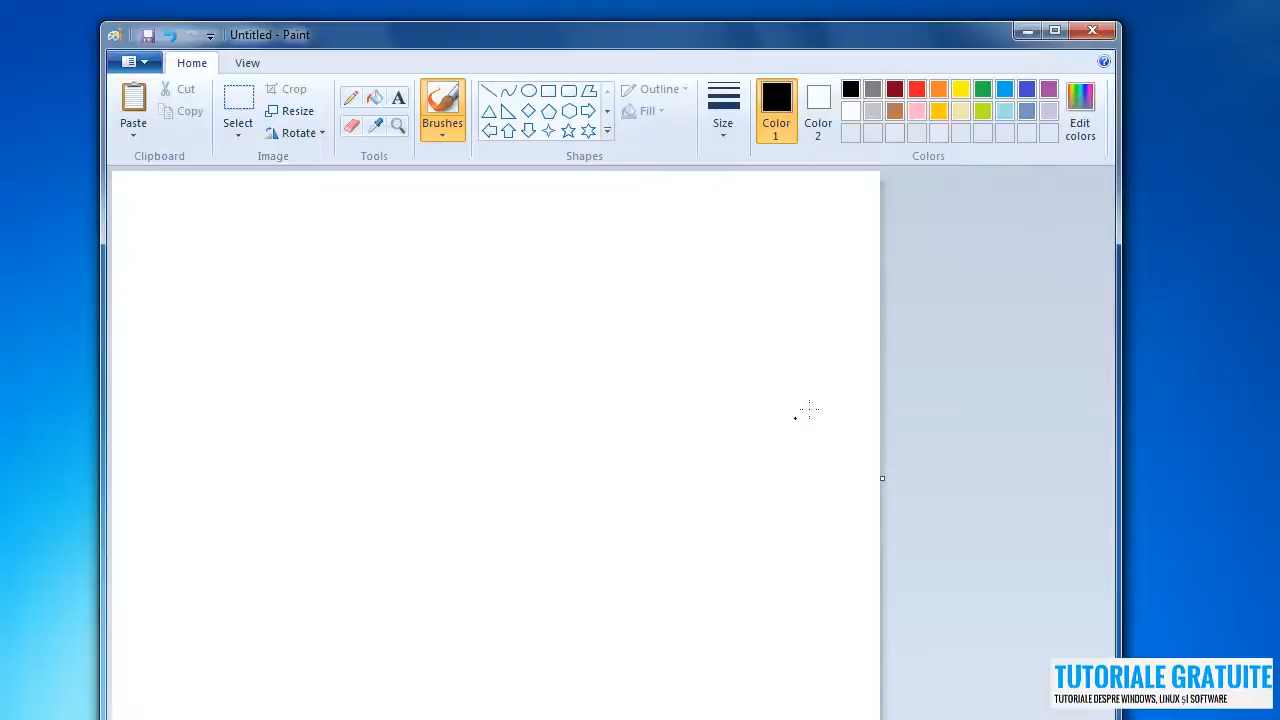 Untitled - Paint
Home View
Paste
Cut
Copy
Clipboard
Select
Crop
Resize
Rotate
Image
A
Tools
Brushes
Outline
Fill
Shapes
Size
Color
1
Color
2
Edit
colors
Colors
TUTORIALE GRATUITE
TUTORIALE DESPRE WINDOWS, LINUX și SOFTWARE